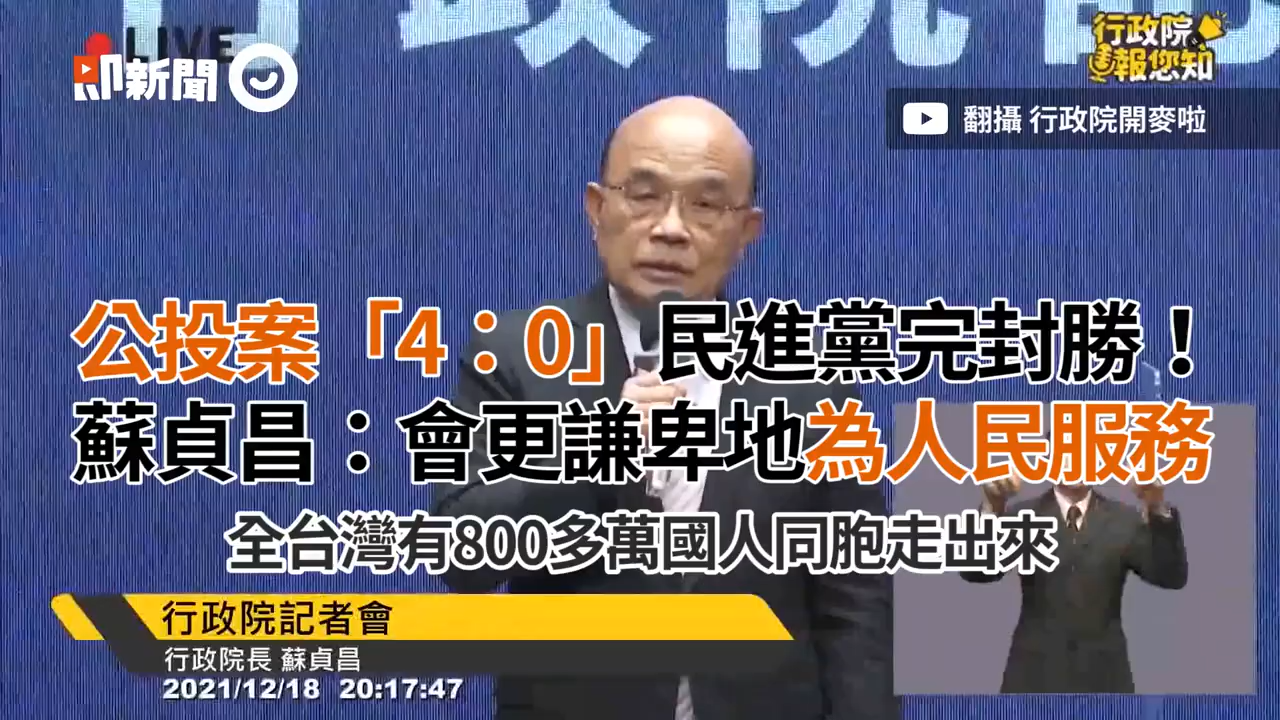 LIVE
即新聞
行政院
報您知
翻攝 行政院開麥啦
公投案「4：0」民進黨完封勝！
蘇貞昌：會更謙卑地為人民服務
全台灣有800多萬國人同胞走出來
行政院記者會
行政院長 蘇貞昌
2021/12/18 20:17:47